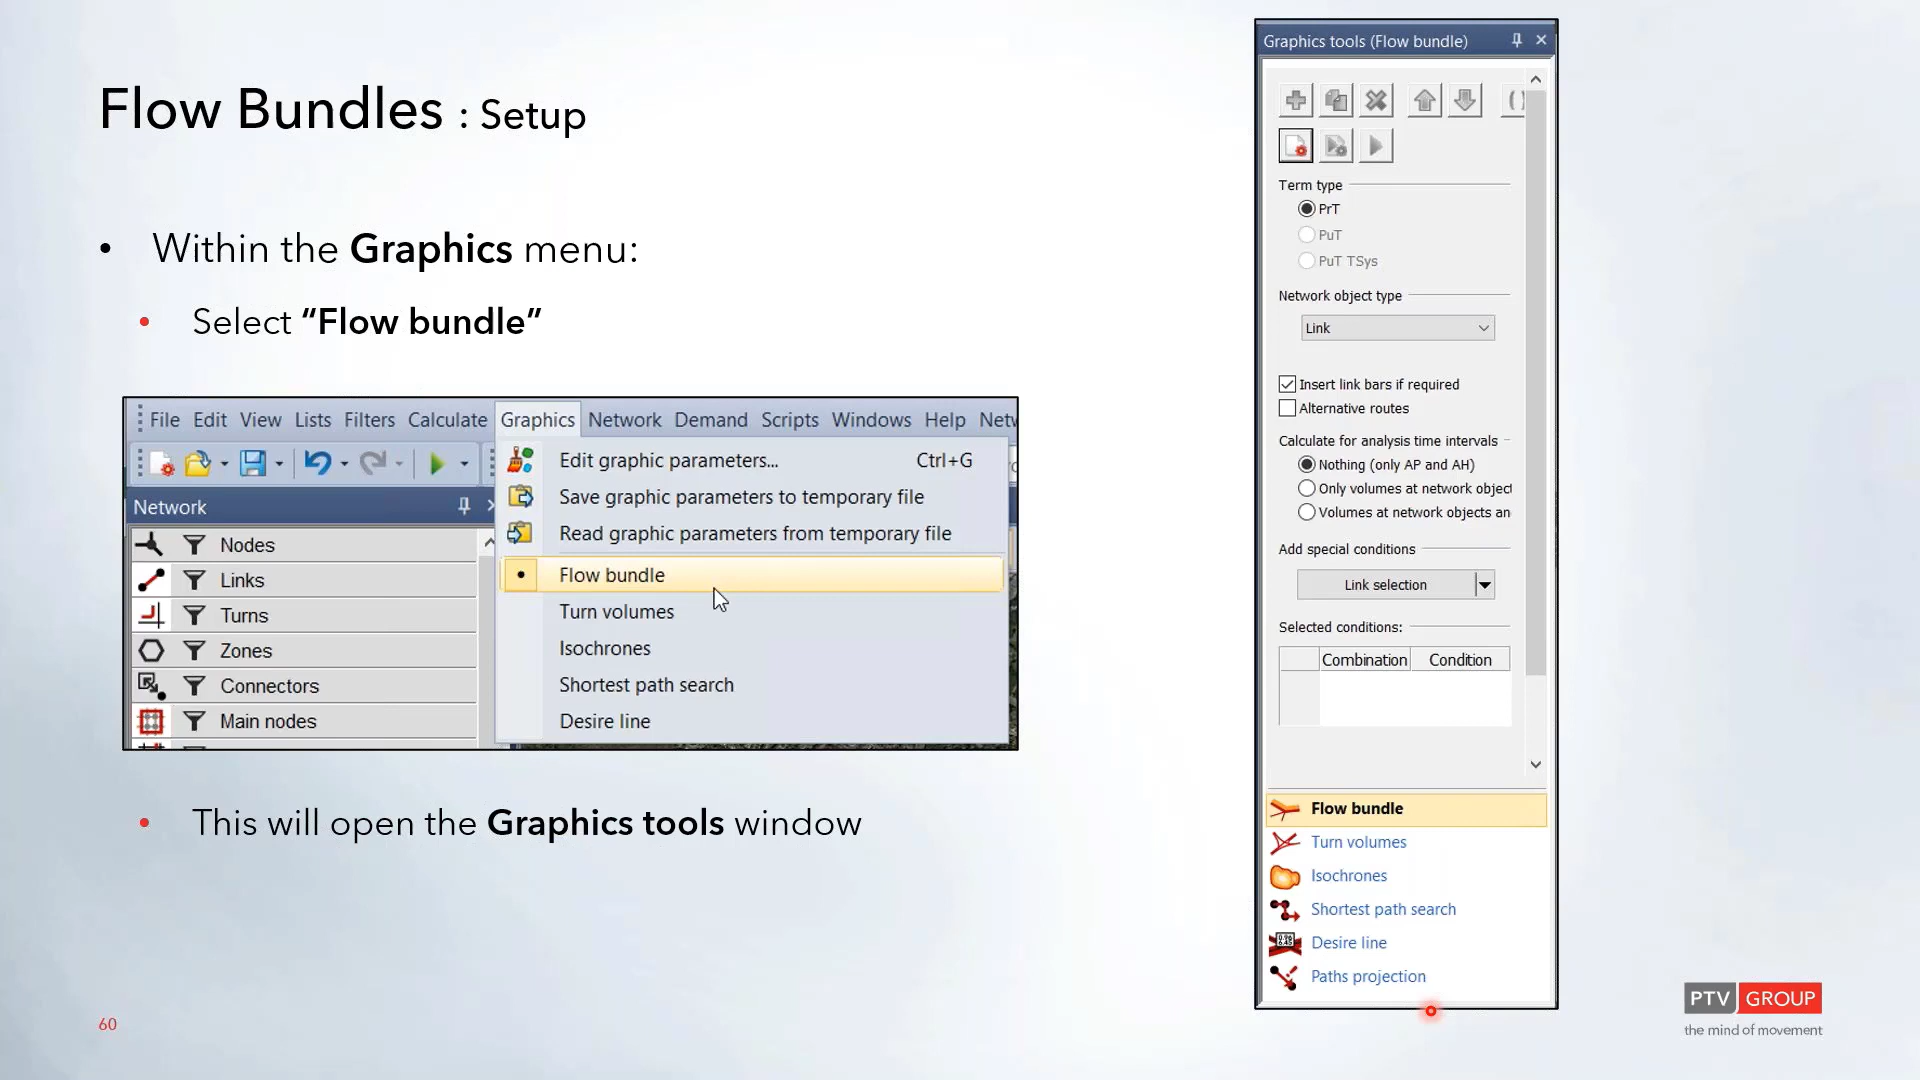 Flow Bundles : Setup
• Within the Graphics menu:
• Select “Flow bundle”
File Edit View Lists Filters Calculate Graphics Network Demand Scripts Windows Help
Edit graphic parameters... Ctrl+G
Save graphic parameters to temporary file
Read graphic parameters from temporary file
Flow bundle
Turn volumes
Isochrones
Shortest path search
Desire line
Network
Nodes
Links
Turns
Zones
Connectors
Main nodes
• This will open the Graphics tools window
60
Graphics tools (Flow bundle)
Term type
PrT
PuT
PuT TSys
Network object type
Link
Insert link bars if required
Alternative routes
Calculate for analysis time intervals
Nothing (only AP and AH)
Only volumes at network object
Volumes at network objects an
Add special conditions
Link selection
Selected conditions:
Combination Condition
Flow bundle
Turn volumes
Isochrones
Shortest path search
Desire line
Paths projection
PTV GROUP
the mind of movement